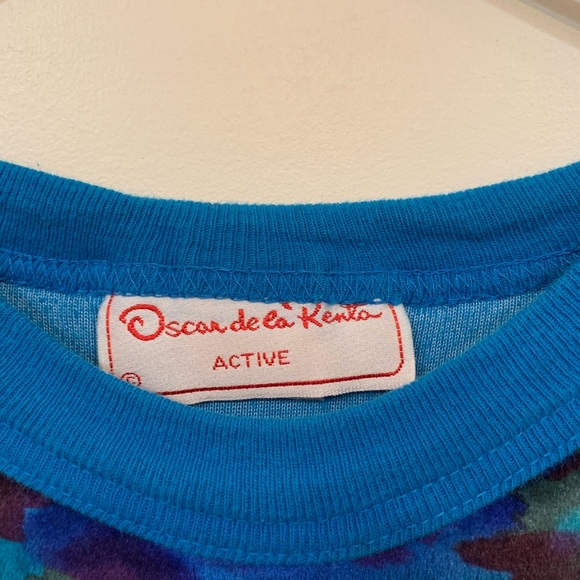 Oscar de la Renta
ACTIVE
©